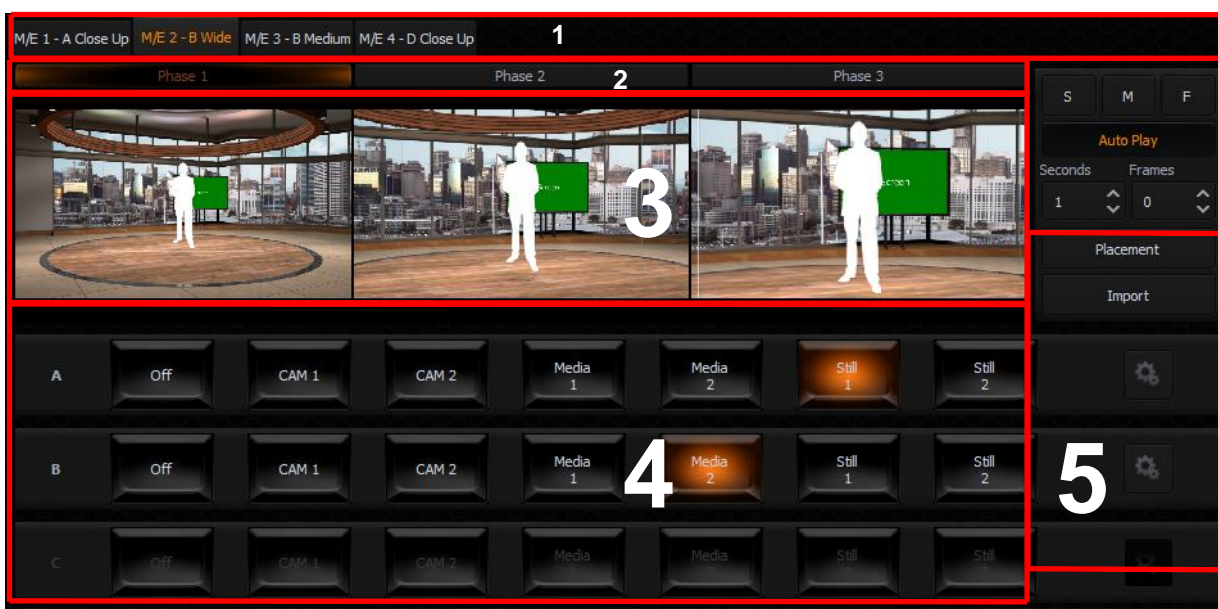 M/E 1 - A Close Up M/E 2 - B Wide M/E 3 - B Medium M/E 4 - D Close Up 1
Phase 1 Phase 2 2 Phase 3
S M F
Auto Play
Seconds Frames
1 0
3
Screen
Placement
Import
A Off CAM 1 CAM 2 Media 1 Media 2 Still 1 Still 2
B Off CAM 1 CAM 2 Media 1 4 Media 2 Still 1 Still 2
5
C Off CAM 1 CAM 2 Media Media Still Still